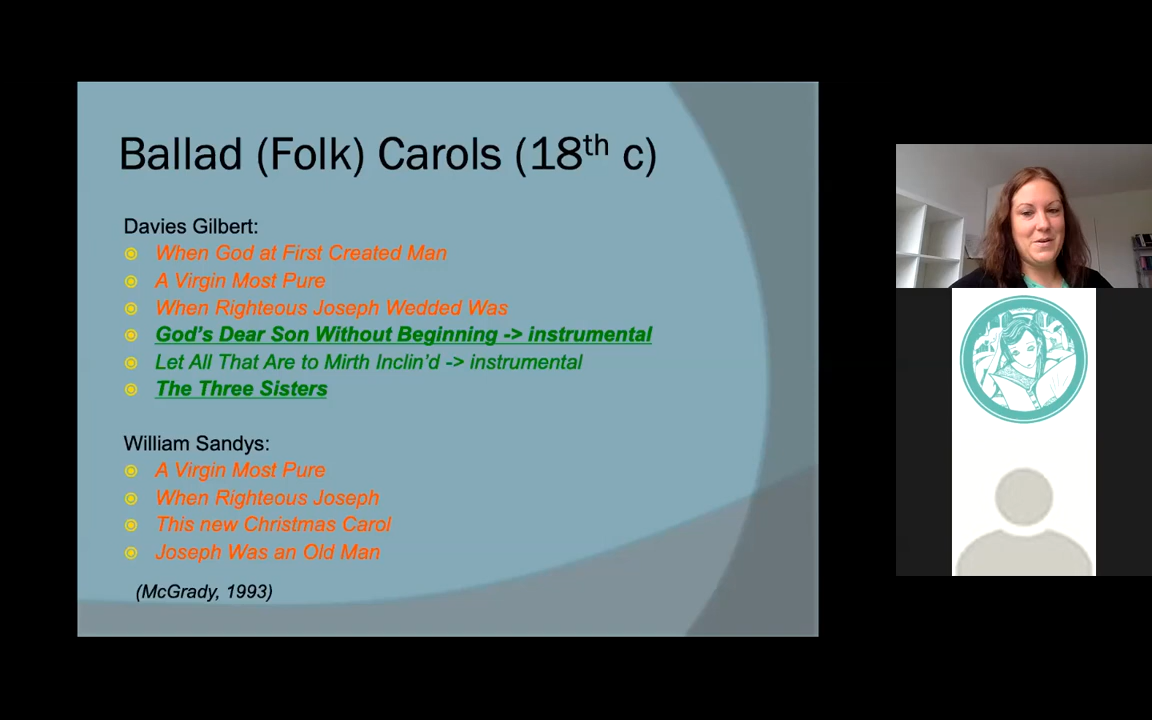 Ballad (Folk) Carols (18th c)
Davies Gilbert:
When God at First Created Man
A Virgin Most Pure
When Righteous Joseph Wedded Was
God's Dear Son Without Beginning -> instrumental
Let All That Are to Mirth Inclin'd -> instrumental
The Three Sisters
William Sandys:
A Virgin Most Pure
When Righteous Joseph
This new Christmas Carol
Joseph Was an Old Man
(McGrady, 1993)